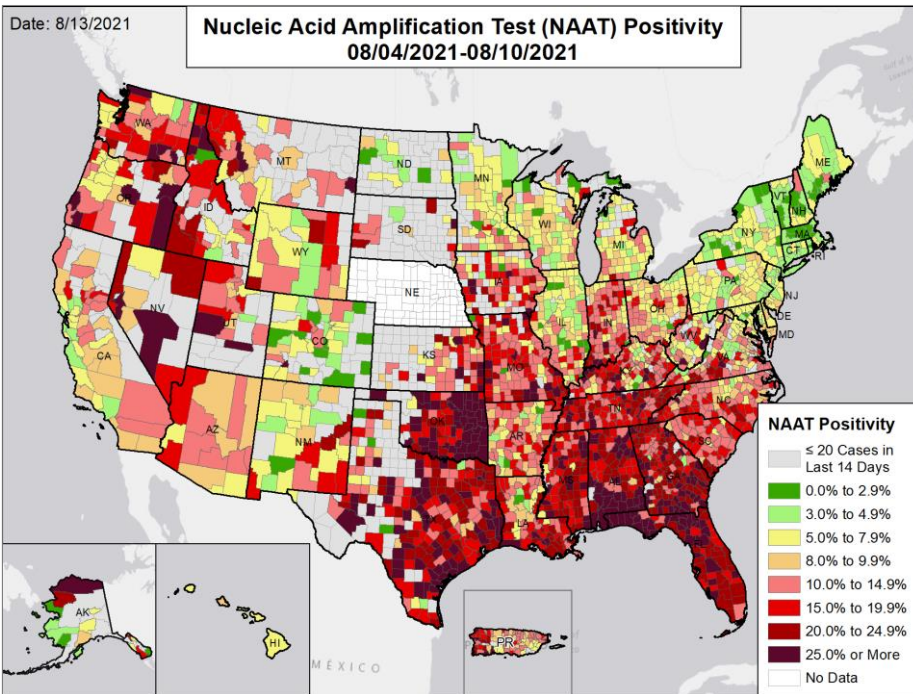 Date: 8/13/2021
Nucleic Acid Amplification Test (NAAT) Positivity
08/04/2021-08/10/2021
WA
MT
ND
MN
ME
OR
ID
SD
WI
MI
VT
NH
NY
MA
CT
RI
WY
NE
IA
PA
NJ
NV
UT
CO
IL
IN
OH
DE
MD
WV
VA
CA
KS
MO
AZ
NM
OK
AR
TN
NC
SC
MS
AL
GA
LA
AK
HI
PR
MÉXICO
NAAT Positivity
≤ 20 Cases in
Last 14 Days
0.0% to 2.9%
3.0% to 4.9%
5.0% to 7.9%
8.0% to 9.9%
10.0% to 14.9%
15.0% to 19.9%
20.0% to 24.9%
25.0% or More
No Data